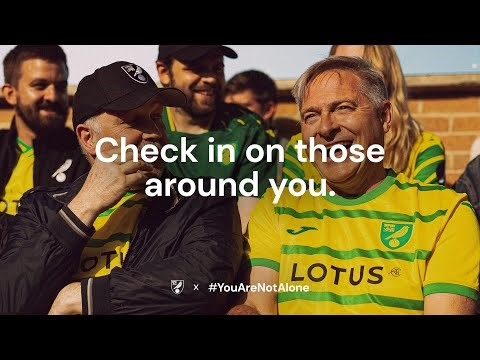 Check in on those
around you.
LOTUS
LOTUS
x #YouAreNotAlone